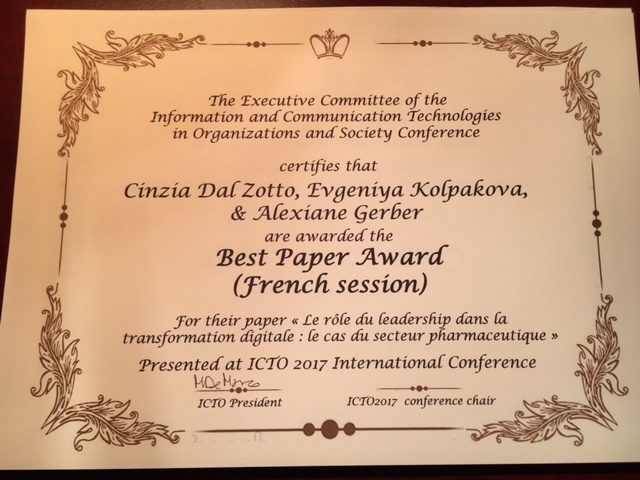 The Executive Committee of the
Information and Communication Technologies
in Organizations and Society Conference
certifies that
Cinzia Dal Zotto, Evgeniya Kolpakova,
& Alexiane Gerber
are awarded the
Best Paper Award
(French session)
For their paper « Le rôle du leadership dans la
transformation digitale : le cas du secteur pharmaceutique »
Presented at ICTO 2017 International Conference
ICTO President
ICTO2017 conference chair